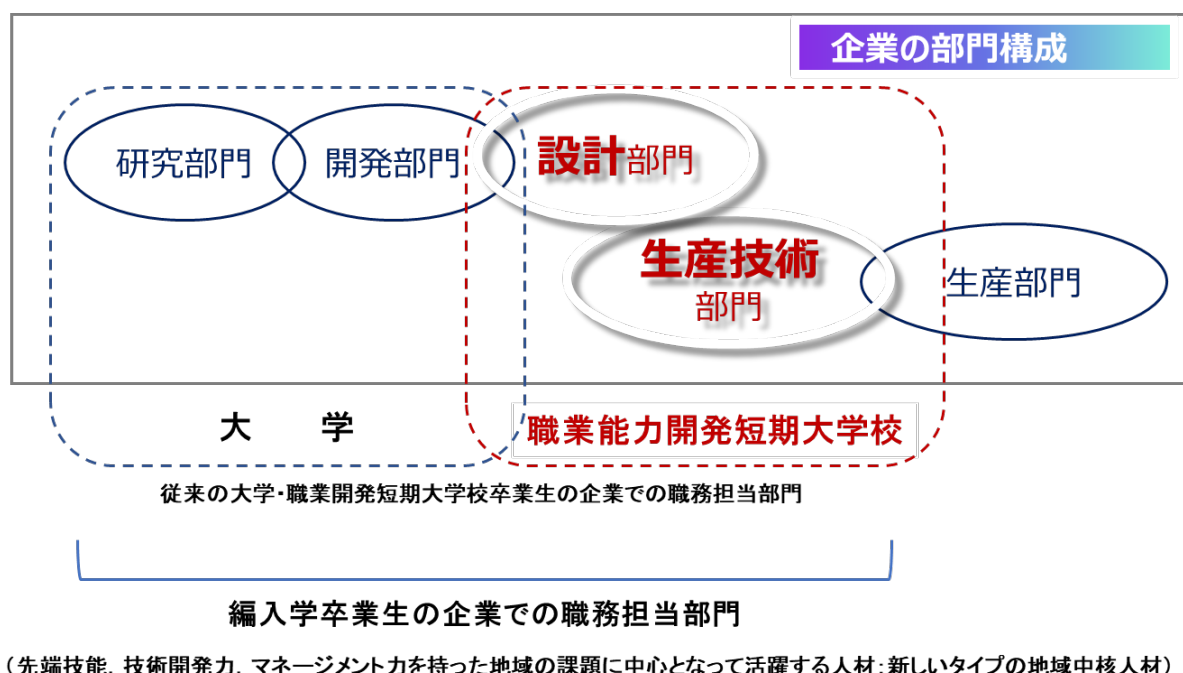 企業の部門構成
研究部門
開発部門
設計部門
生産技術
部門
生産部門
大　学
職業能力開発短期大学校
従来の大学・職業開発短期大学校卒業生の企業での職務担当部門
編入学卒業生の企業での職務担当部門
（先端技能，技術開発力，マネージメント力を持った地域の課題に中心となって活躍する人材：新しいタイプの地域中核人材）